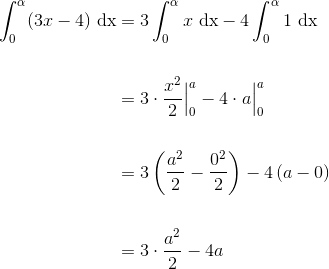 ∫₀^α (3x − 4) dx = 3 ∫₀^α x dx − 4 ∫₀^α 1 dx
= 3 · x²/2 |₀^a − 4 · a |₀^a
= 3 (a²/2 − 0²/2) − 4 (a − 0)
= 3 · a²/2 − 4a